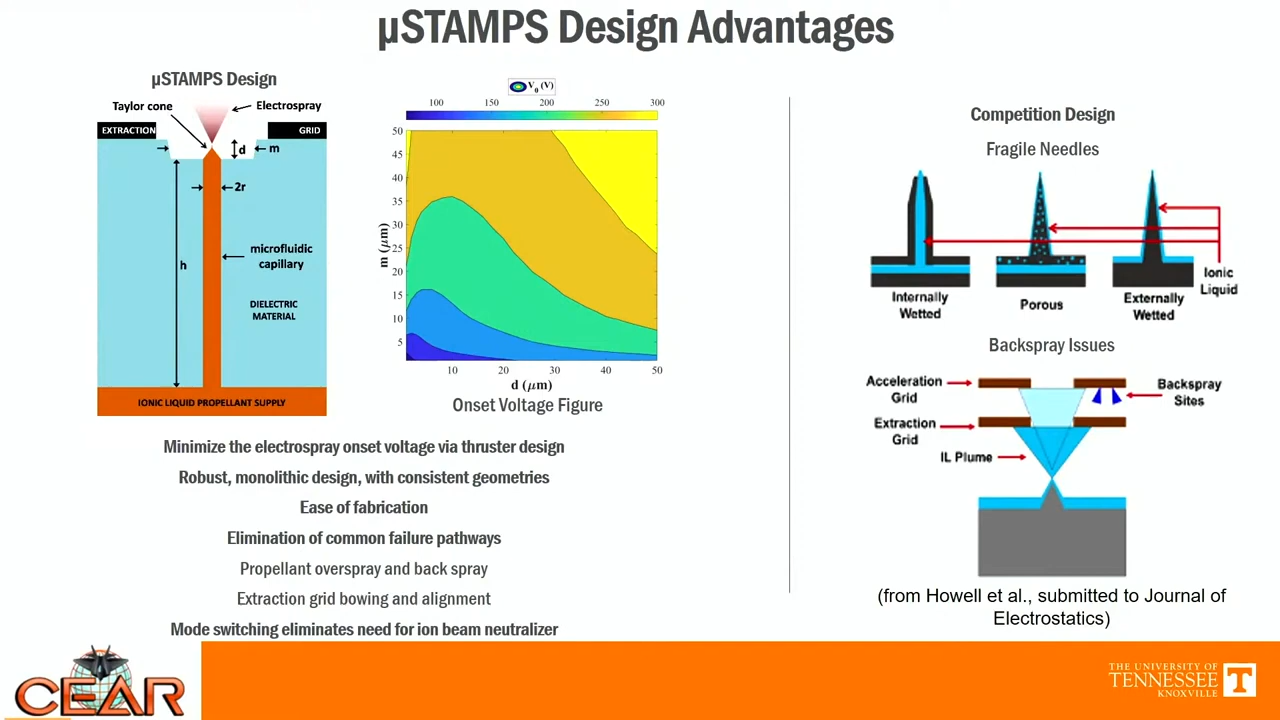 µSTAMPS Design Advantages
µSTAMPS Design
Taylor cone
Electrospray
EXTRACTION
GRID
d
m
2r
h
microfluidic
capillary
DIELECTRIC
MATERIAL
IONIC LIQUID PROPELLANT SUPPLY
V0 (V)
100 150 200 250 300
50
45
40
35
30
25
20
15
10
5
m (µm)
10 20 30 40 50
d (µm)
Onset Voltage Figure
Minimize the electrospray onset voltage via thruster design
Robust, monolithic design, with consistent geometries
Ease of fabrication
Elimination of common failure pathways
Propellant overspray and back spray
Extraction grid bowing and alignment
Mode switching eliminates need for ion beam neutralizer
Competition Design
Fragile Needles
Internally
Wetted
Porous
Externally
Wetted
Ionic
Liquid
Backspray Issues
Acceleration
Grid
Extraction
Grid
IL Plume
Backspray
Sites
(from Howell et al., submitted to Journal of
Electrostatics)
CEAR
THE UNIVERSITY OF
TENNESSEE
KNOXVILLE
T